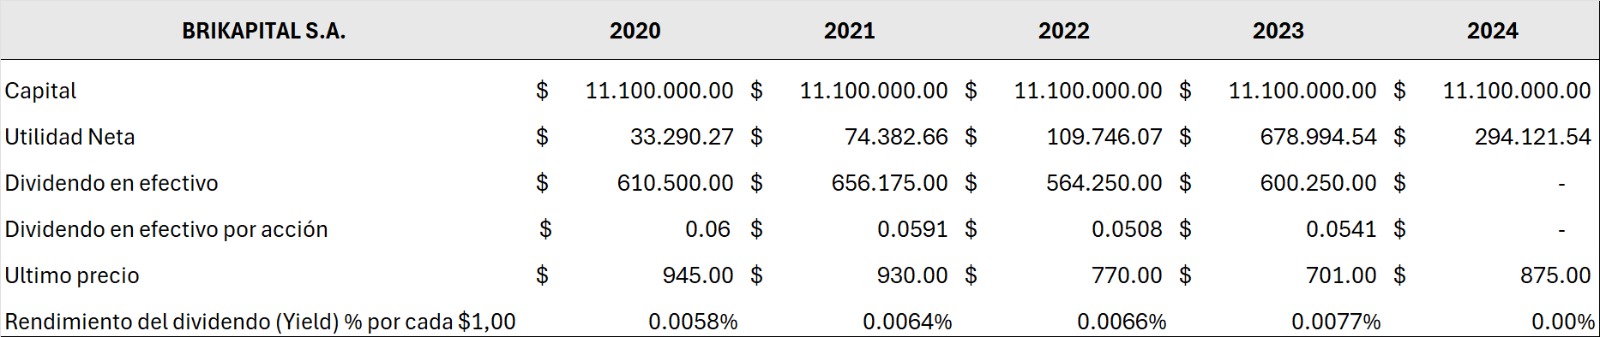 BRIKAPITAL S.A. 2020 2021 2022 2023 2024
Capital $ 11.100.000.00 $ 11.100.000.00 $ 11.100.000.00 $ 11.100.000.00 $ 11.100.000.00
Utilidad Neta $ 33.290.27 $ 74.382.66 $ 109.746.07 $ 678.994.54 $ 294.121.54
Dividendo en efectivo $ 610.500.00 $ 656.175.00 $ 564.250.00 $ 600.250.00 $ -
Dividendo en efectivo por acción $ 0.06 $ 0.0591 $ 0.0508 $ 0.0541 $ -
Ultimo precio $ 945.00 $ 930.00 $ 770.00 $ 701.00 $ 875.00
Rendimiento del dividendo (Yield) % por cada $1,00 0.0058% 0.0064% 0.0066% 0.0077% 0.00%